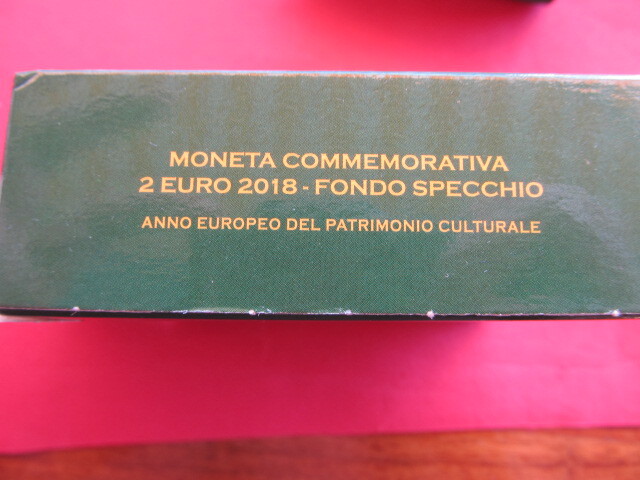 MONETA COMMEMORATIVA
2 EURO 2018 - FONDO SPECCHIO
ANNO EUROPEO DEL PATRIMONIO CULTURALE